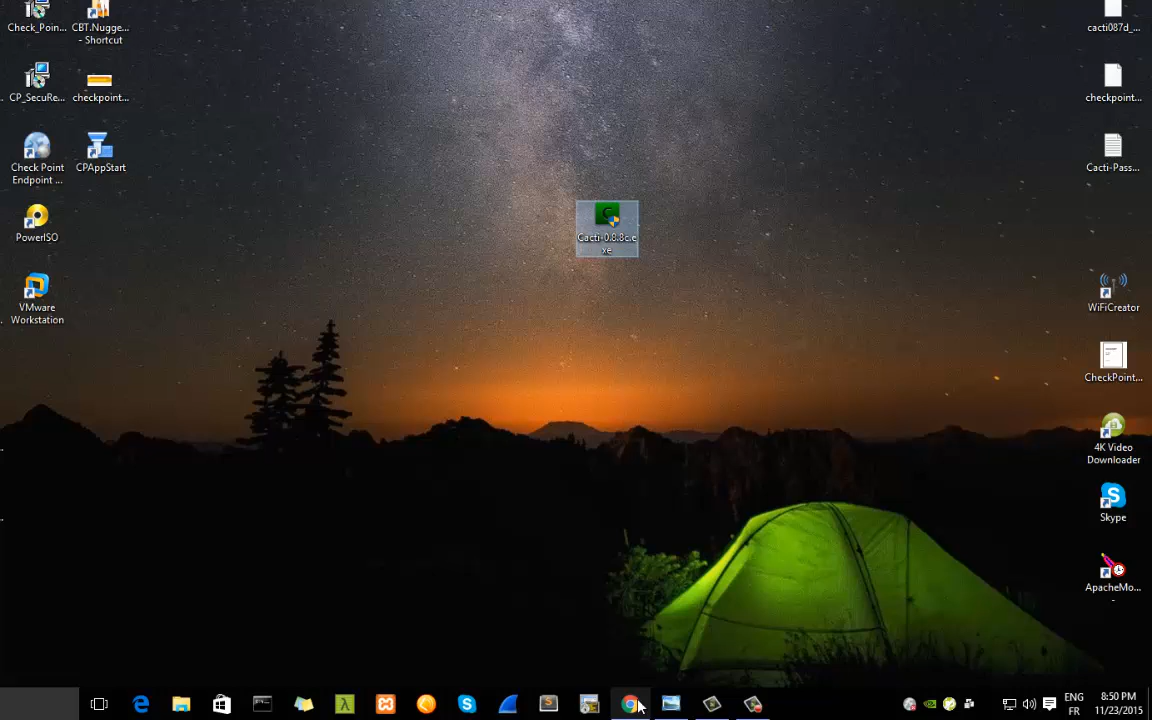 Check_Poin...
CBT.Nugge...
- Shortcut
CP_SecuRe...
checkpoint...
Check Point
Endpoint ...
CPAppStart
PowerISO
VMware
Workstation
Cacti-0.8.8c.e
xe
cacti087d_...
checkpoint...
Cacti-Pass...
WiFiCreator
CheckPoint...
4K Video
Downloader
Skype
ApacheMo...
-
ENG
FR
8:50 PM
11/23/2015